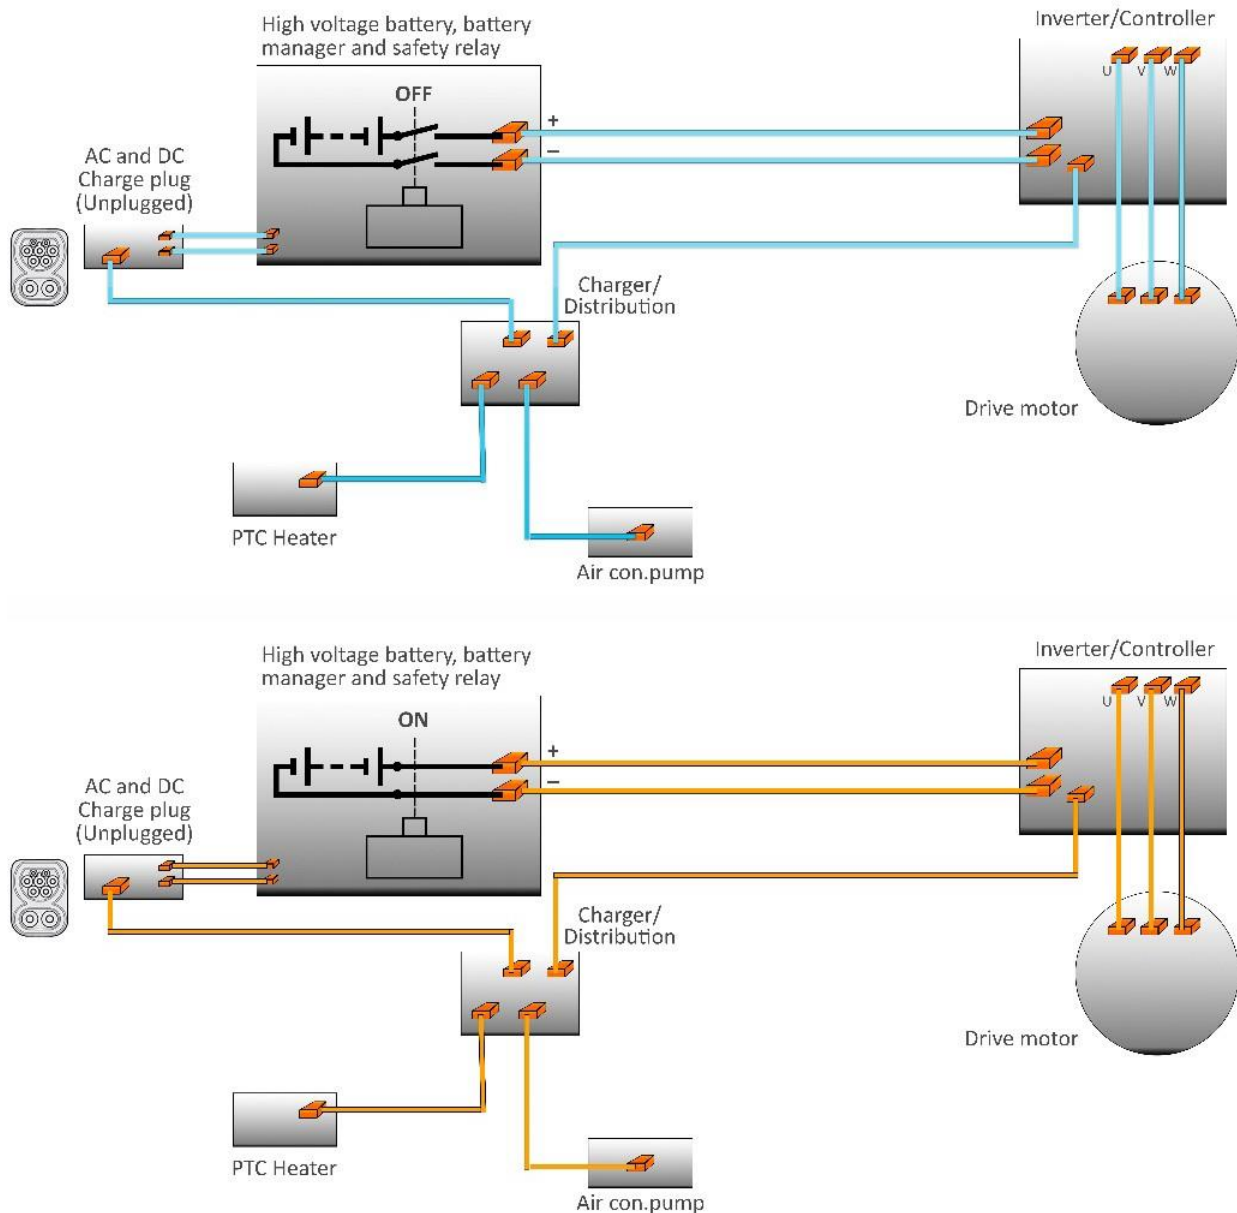 High voltage battery, battery
manager and safety relay
Inverter/Controller
OFF
U V W
+
−
AC and DC
Charge plug
(Unplugged)
Charger/
Distribution
Drive motor
PTC Heater
Air con.pump
High voltage battery, battery
manager and safety relay
Inverter/Controller
ON
U V W
+
−
AC and DC
Charge plug
(Unplugged)
Charger/
Distribution
Drive motor
PTC Heater
Air con.pump